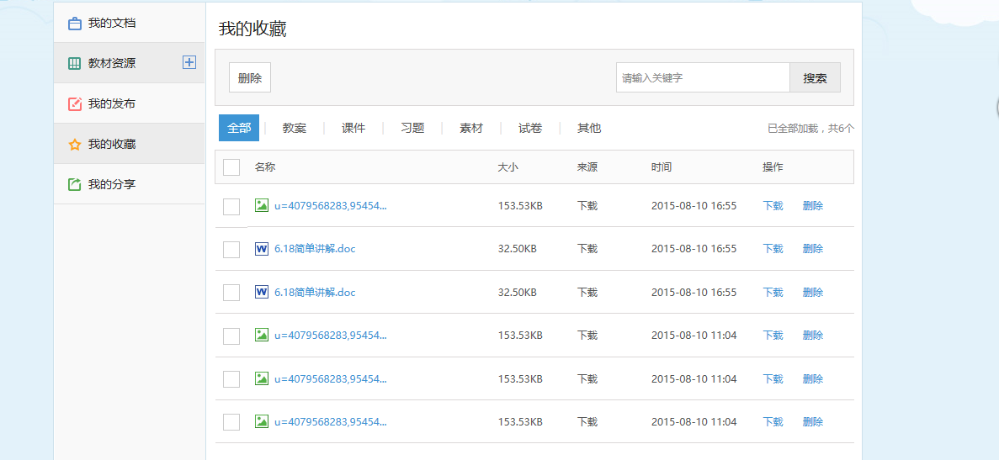 我的文档
教材资源
我的发布
我的收藏
我的分享
我的收藏
删除
请输入关键字 搜索
全部 教案 课件 习题 素材 试卷 其他 已全部加载，共6个
名称 大小 来源 时间 操作
u=4079568283,95454... 153.53KB 下载 2015-08-10 16:55 下载 删除
6.18简单讲解.doc 32.50KB 下载 2015-08-10 16:55 下载 删除
6.18简单讲解.doc 32.50KB 下载 2015-08-10 16:55 下载 删除
u=4079568283,95454... 153.53KB 下载 2015-08-10 11:04 下载 删除
u=4079568283,95454... 153.53KB 下载 2015-08-10 11:04 下载 删除
u=4079568283,95454... 153.53KB 下载 2015-08-10 11:04 下载 删除